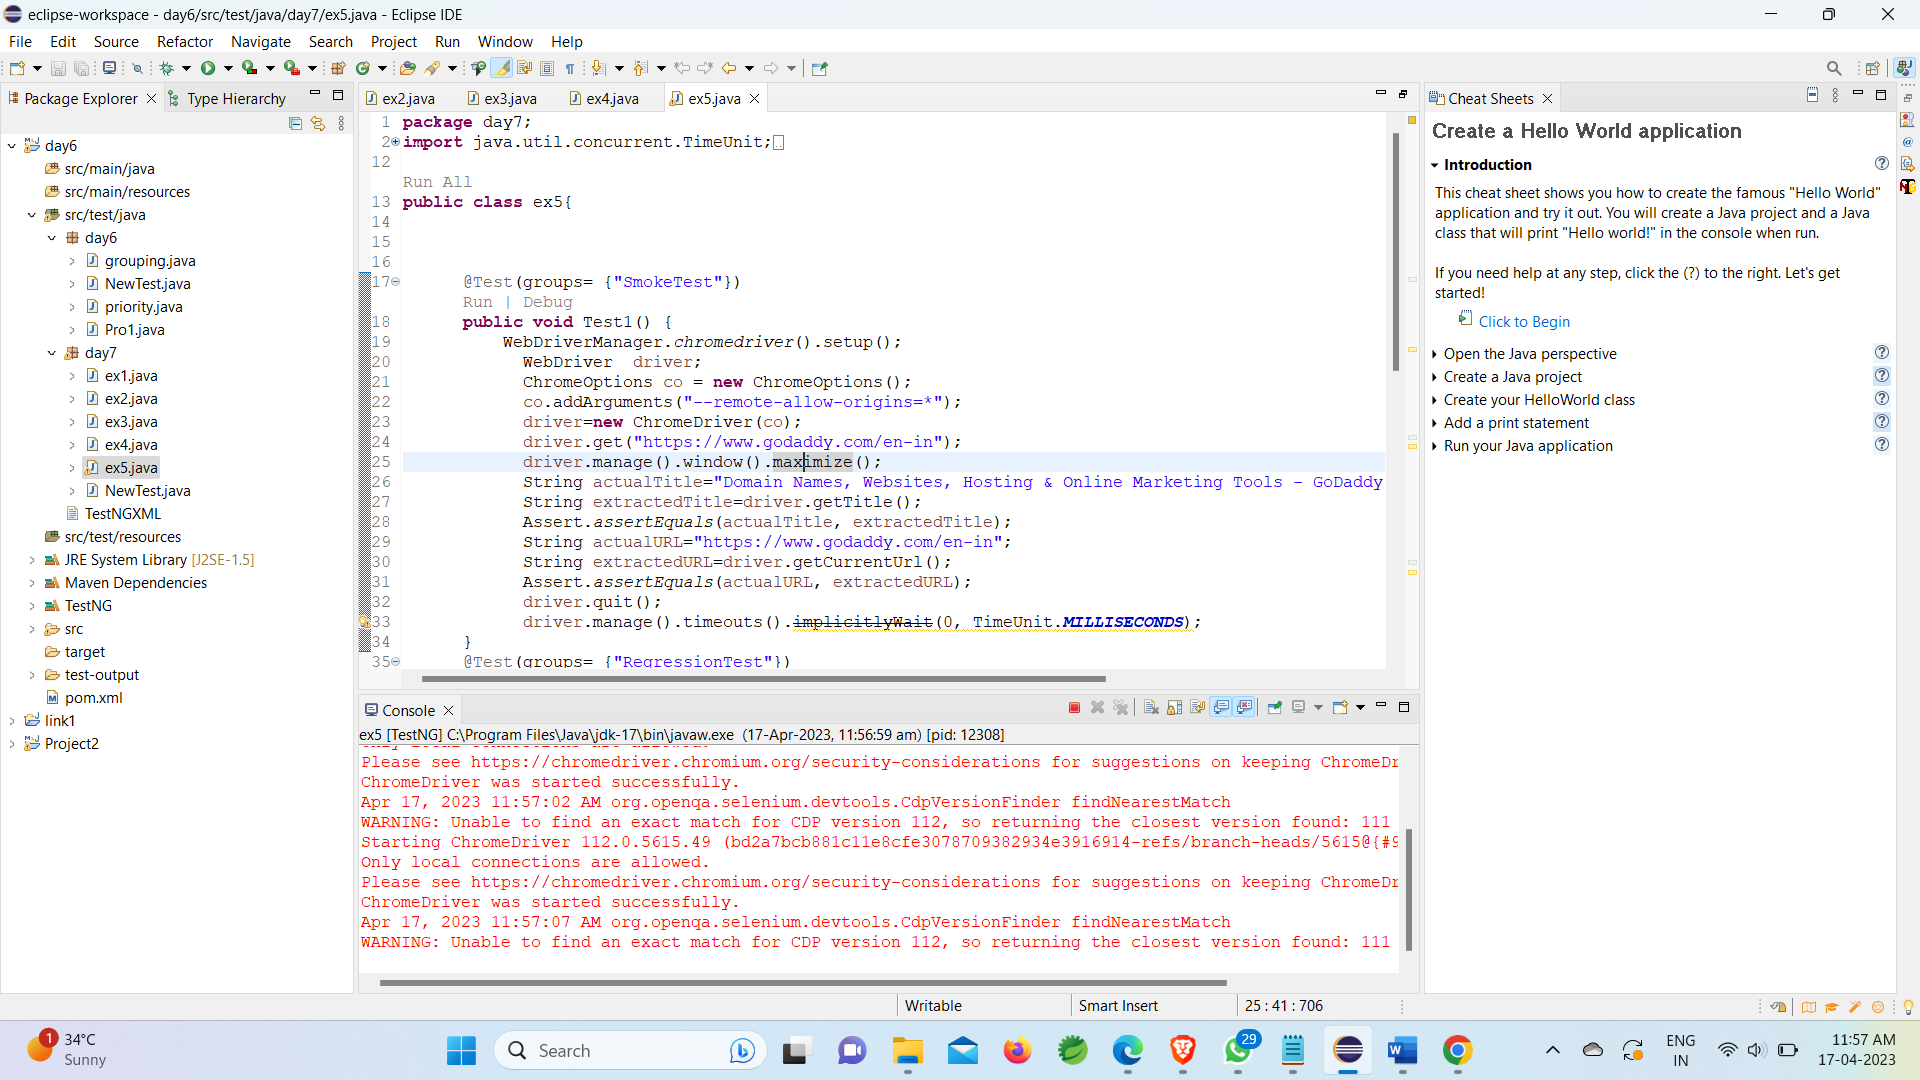 eclipse-workspace - day6/src/test/java/day7/ex5.java - Eclipse IDE
File Edit Source Refactor Navigate Search Project Run Window Help
Package Explorer Type Hierarchy
day6
src/main/java
src/main/resources
src/test/java
day6
grouping.java
NewTest.java
priority.java
Pro1.java
day7
ex1.java
ex2.java
ex3.java
ex4.java
ex5.java
NewTest.java
TestNGXML
src/test/resources
JRE System Library [J2SE-1.5]
Maven Dependencies
TestNG
src
target
test-output
pom.xml
link1
Project2
ex2.java ex3.java ex4.java ex5.java
1 package day7;
2 import java.util.concurrent.TimeUnit;
12
Run All
13 public class ex5{
14
15
16
17 @Test(groups= {"SmokeTest"})
Run | Debug
18 public void Test1() {
19 WebDriverManager.chromedriver().setup();
20 WebDriver driver;
21 ChromeOptions co = new ChromeOptions();
22 co.addArguments("--remote-allow-origins=*");
23 driver=new ChromeDriver(co);
24 driver.get("https://www.godaddy.com/en-in");
25 driver.manage().window().maximize();
26 String actualTitle="Domain Names, Websites, Hosting & Online Marketing Tools - GoDaddy
27 String extractedTitle=driver.getTitle();
28 Assert.assertEquals(actualTitle, extractedTitle);
29 String actualURL="https://www.godaddy.com/en-in";
30 String extractedURL=driver.getCurrentUrl();
31 Assert.assertEquals(actualURL, extractedURL);
32 driver.quit();
33 driver.manage().timeouts().implicitlyWait(0, TimeUnit.MILLISECONDS);
34 }
35 @Test(groups= {"RegressionTest"})
Console
ex5 [TestNG] C:\Program Files\Java\jdk-17\bin\javaw.exe (17-Apr-2023, 11:56:59 am) [pid: 12308]
Only local connections are allowed.
Please see https://chromedriver.chromium.org/security-considerations for suggestions on keeping ChromeDr
ChromeDriver was started successfully.
Apr 17, 2023 11:57:02 AM org.openqa.selenium.devtools.CdpVersionFinder findNearestMatch
WARNING: Unable to find an exact match for CDP version 112, so returning the closest version found: 111
Starting ChromeDriver 112.0.5615.49 (bd2a7bcb881c11e8cfe3078709382934e3916914-refs/branch-heads/5615@{#9
Only local connections are allowed.
Please see https://chromedriver.chromium.org/security-considerations for suggestions on keeping ChromeDr
ChromeDriver was started successfully.
Apr 17, 2023 11:57:07 AM org.openqa.selenium.devtools.CdpVersionFinder findNearestMatch
WARNING: Unable to find an exact match for CDP version 112, so returning the closest version found: 111
Cheat Sheets
Create a Hello World application
Introduction
This cheat sheet shows you how to create the famous "Hello World"
application and try it out. You will create a Java project and a Java
class that will print "Hello world!" in the console when run.
If you need help at any step, click the (?) to the right. Let's get
started!
Click to Begin
Open the Java perspective
Create a Java project
Create your HelloWorld class
Add a print statement
Run your Java application
Writable Smart Insert 25 : 41 : 706
1
34°C
Sunny
Search
29
ENG
IN
11:57 AM
17-04-2023